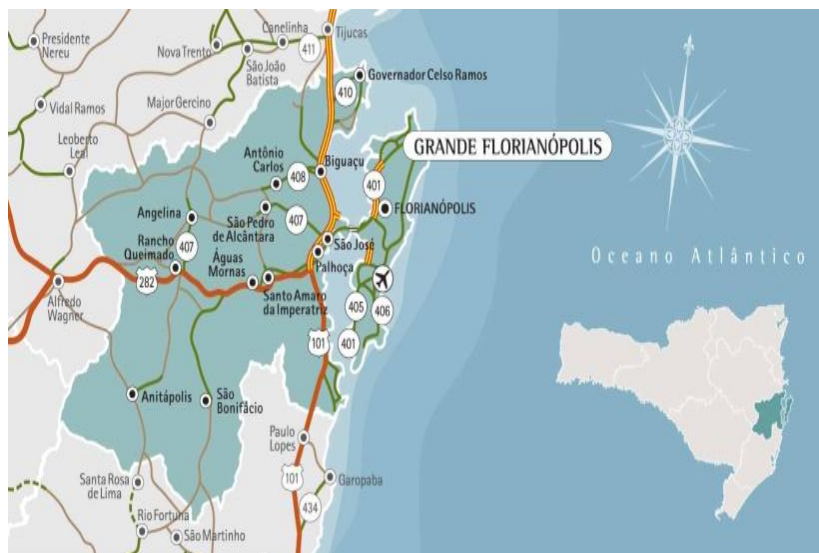 Presidente
Nereu
Nova Trento
Canelinha
Tijucas
411
São João
Batista
Governador Celso Ramos
410
Vidal Ramos
Major Gercino
Leoberto
Leal
GRANDE FLORIANÓPOLIS
Antônio
Carlos
408
Biguaçu
401
Angelina
São Pedro
de Alcântara
407
FLORIANÓPOLIS
Rancho
Queimado
407
Águas
Mornas
São José
Palhoça
Oceano Atlântico
282
Alfredo
Wagner
Santo Amaro
da Imperatriz
405
406
101
401
Anitápolis
São
Bonifácio
Paulo
Lopes
101
Garopaba
434
Santa Rosa
de Lima
Rio Fortuna
São Martinho